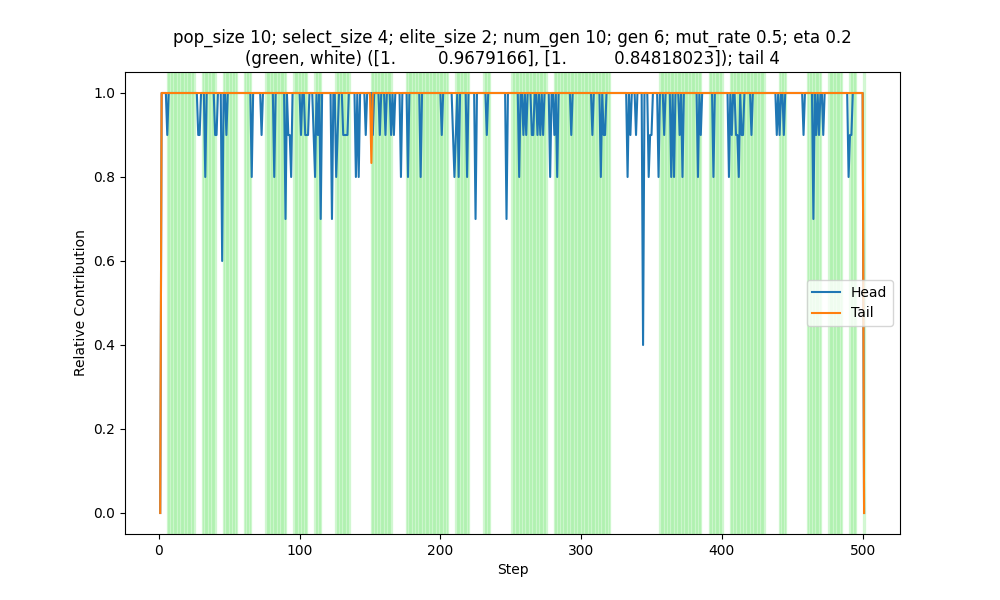 pop_size 10; select_size 4; elite_size 2; num_gen 10; gen 6; mut_rate 0.5; eta 0.2
(green, white) ([1.        0.9679166], [1.         0.84818023]); tail 4
1.0
0.8
0.6
0.4
0.2
0.0
Relative Contribution
Head
Tail
0
100
200
300
400
500
Step